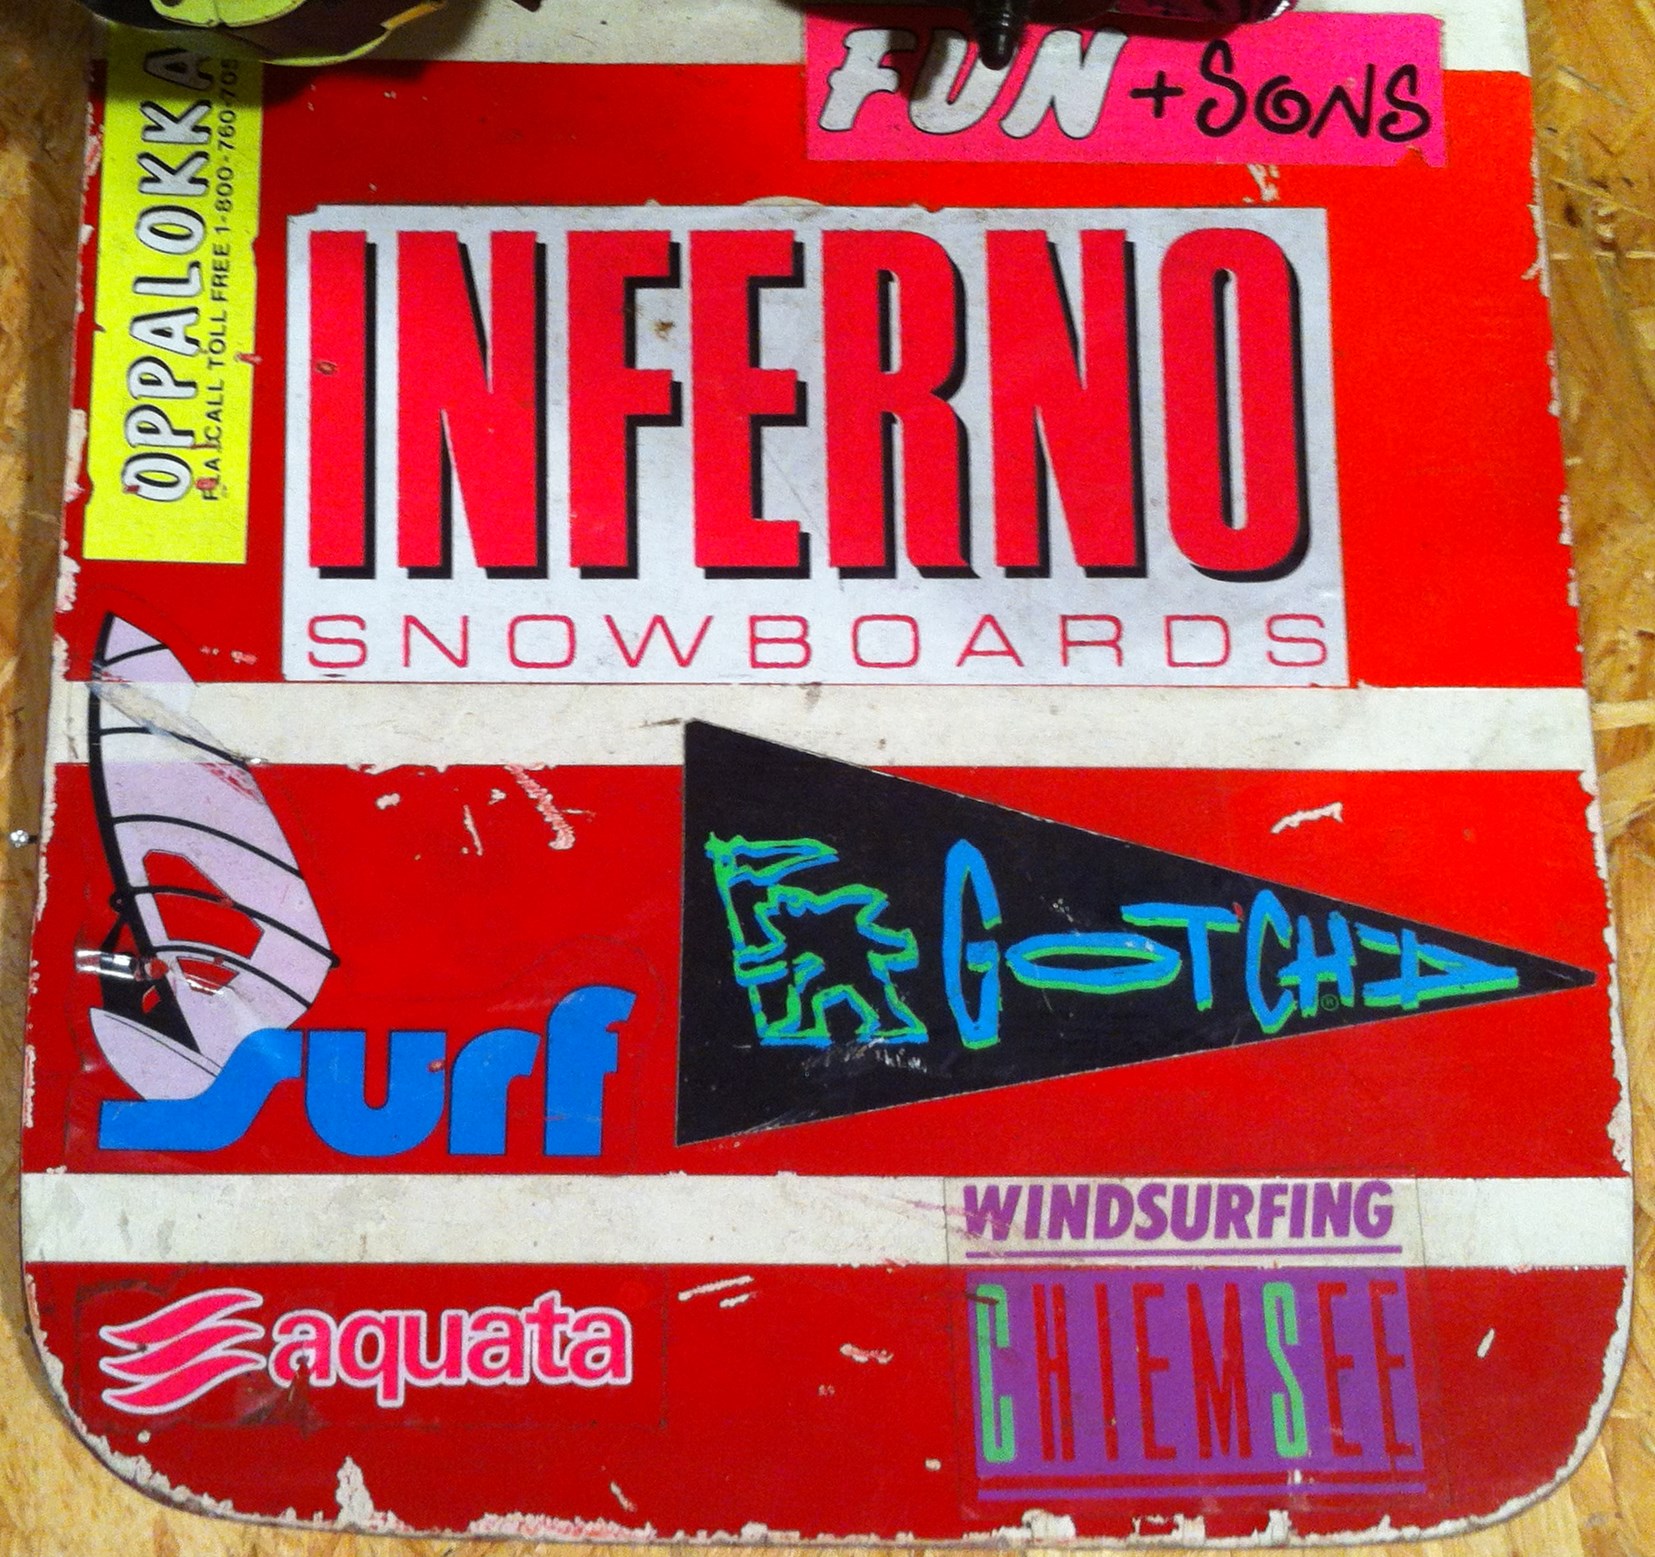 FUN + SONS
OPPALOKKA
CALL TOLL FREE 1-800-760-705
INFERNO
SNOWBOARDS
GOTCHA
surf
WINDSURFING
CHIEMSEE
aquata